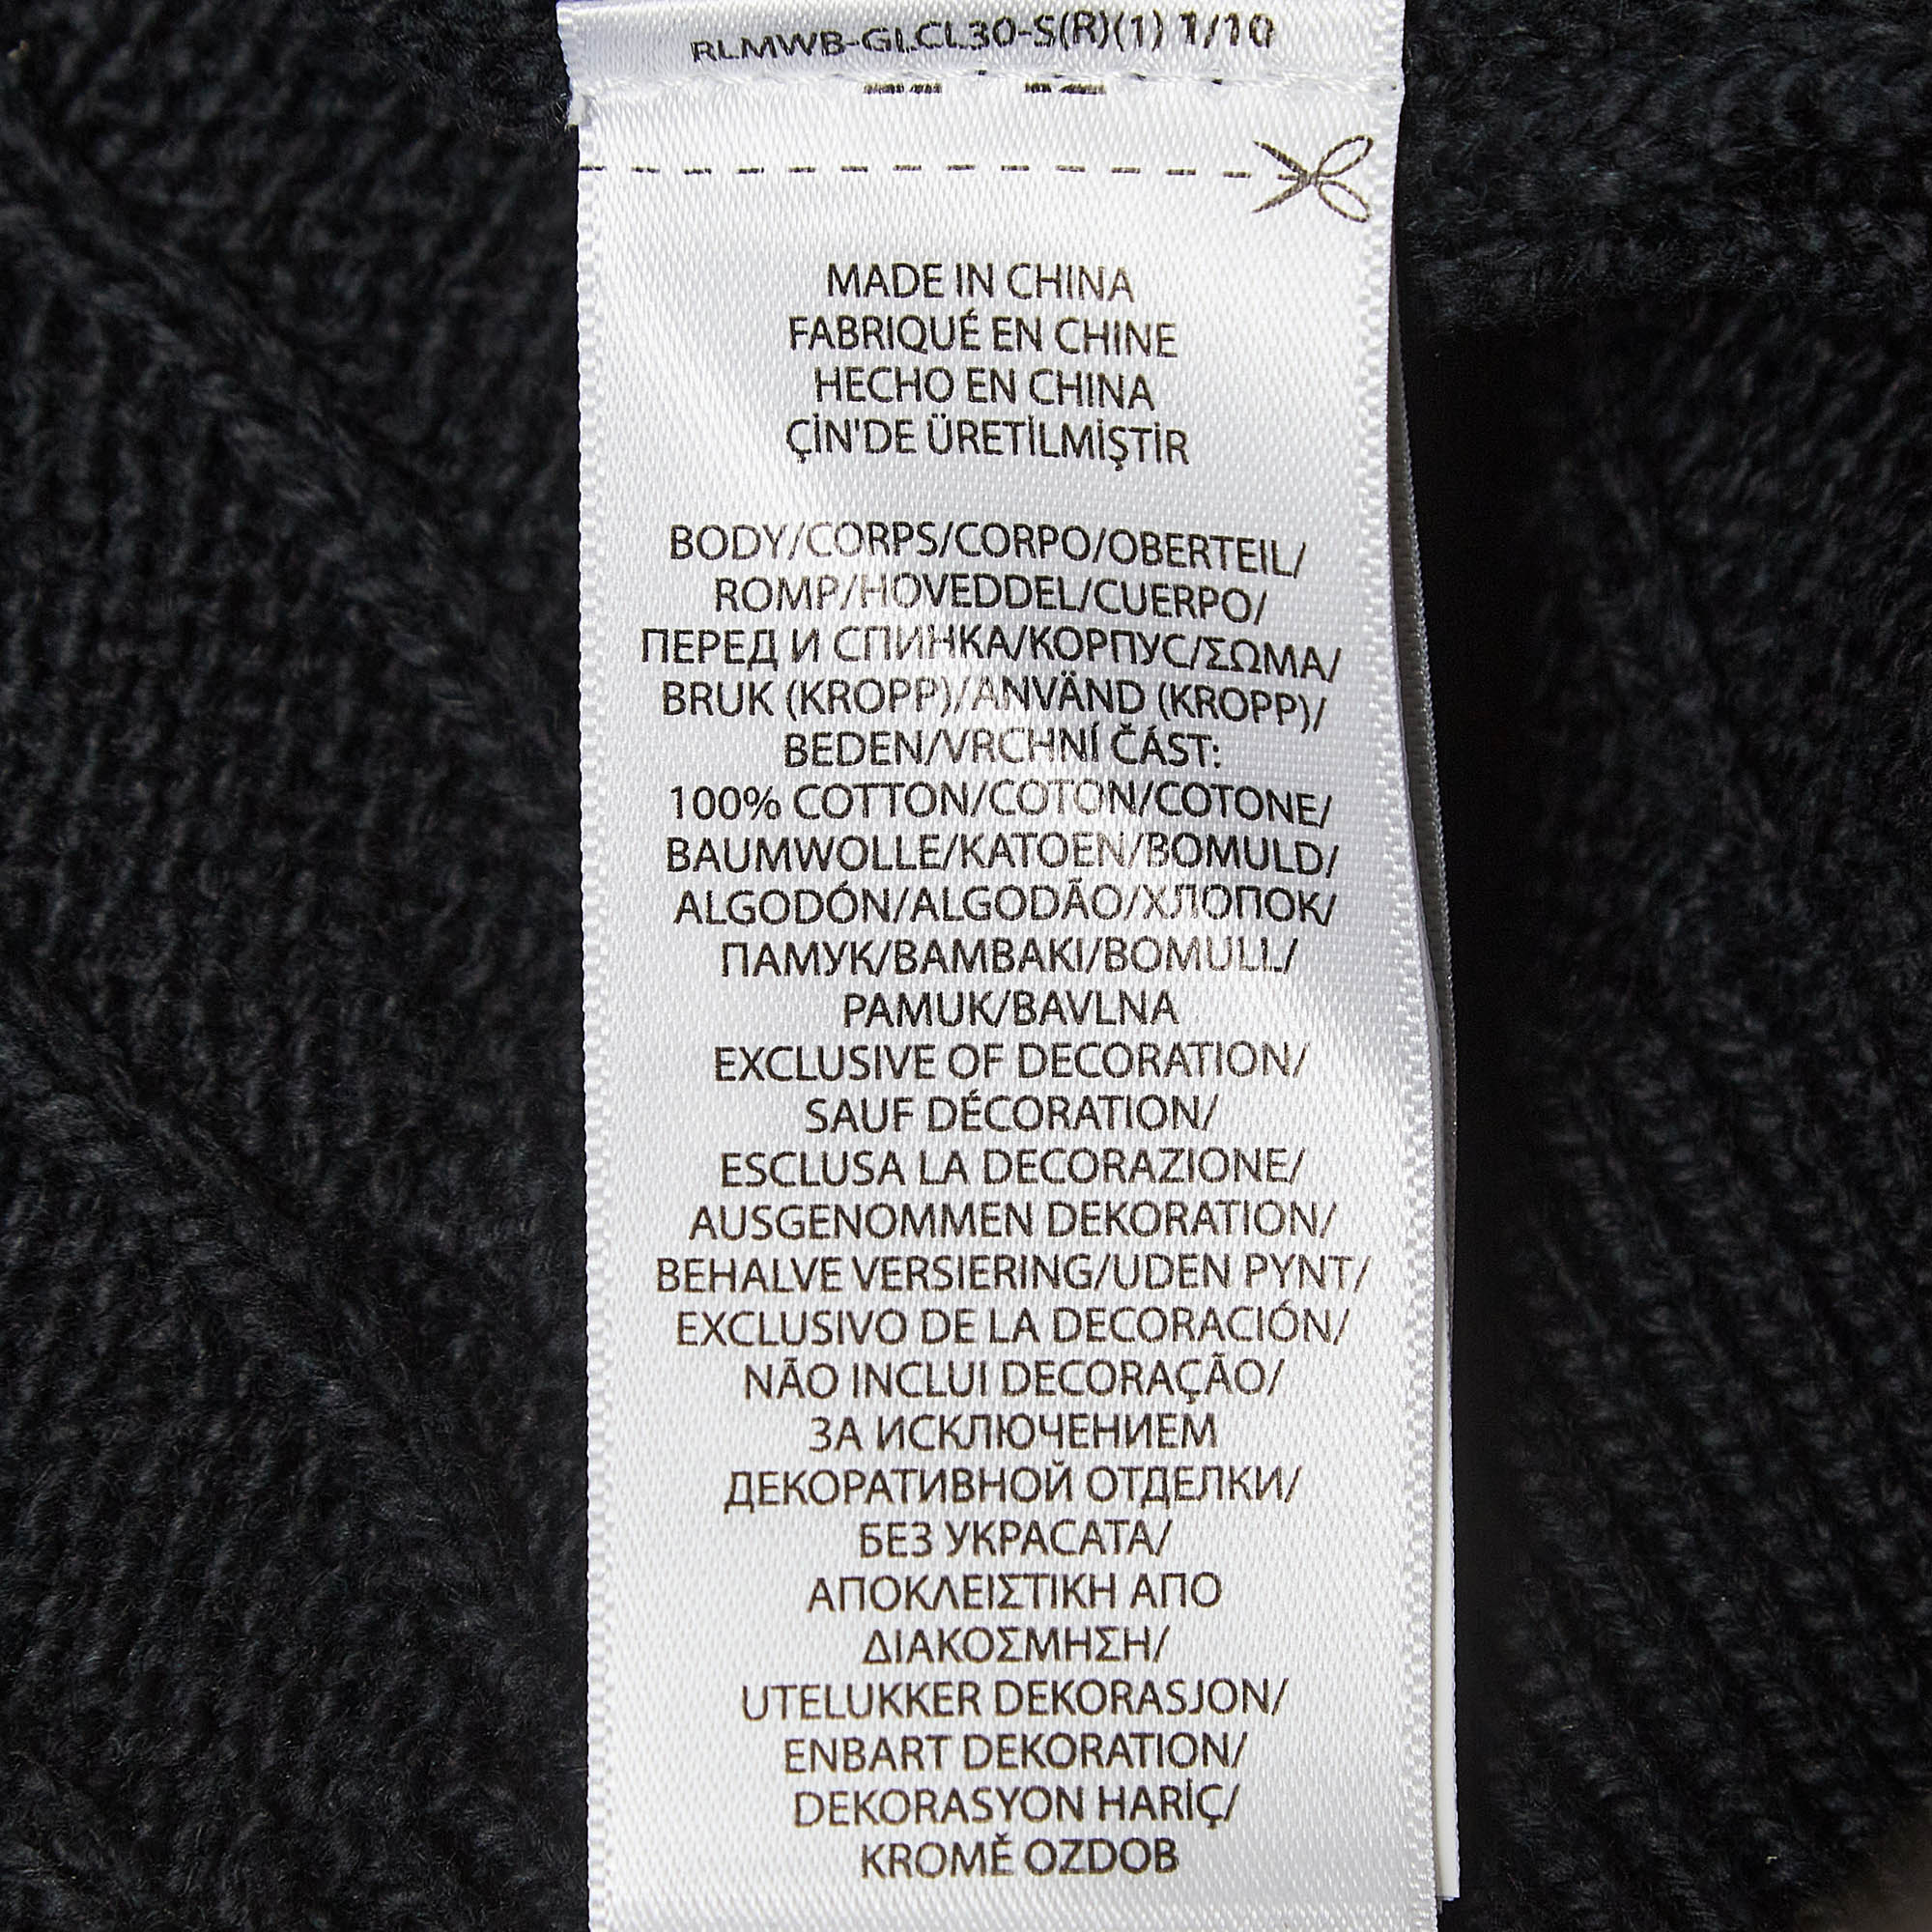 RLMWB-GLCL30-S(R)(1) 1/10
MADE IN CHINA
FABRIQUÉ EN CHINE
HECHO EN CHINA
ÇİN'DE ÜRETİLMİŞTİR
BODY/CORPS/CORPO/OBERTEIL/
ROMP/HOVEDDEL/CUERPO/
ПЕРЕД И СПИНКА/КОРПУС/ΣΩΜΑ/
BRUK (KROPP)/ANVÄND (KROPP)/
BEDEN/VRCHNÍ ČÁST:
100% COTTON/COTON/COTONE/
BAUMWOLLE/KATOEN/BOMULD/
ALGODÓN/ALGODÃO/ХЛОПОК/
ПАМУК/ΒΑΜΒΑΚΙ/BOMULL/
PAMUK/BAVLNA
EXCLUSIVE OF DECORATION/
SAUF DÉCORATION/
ESCLUSA LA DECORAZIONE/
AUSGENOMMEN DEKORATION/
BEHALVE VERSIERING/UDEN PYNT/
EXCLUSIVO DE LA DECORACIÓN/
NÃO INCLUI DECORAÇÃO/
ЗА ИСКЛЮЧЕНИЕМ
ДЕКОРАТИВНОЙ ОТДЕЛКИ/
БЕЗ УКРАСАТА/
ΑΠΟΚΛΕΙΣΤΙΚΗ ΑΠΟ
ΔΙΑΚΟΣΜΗΣΗ/
UTELUKKER DEKORASJON/
ENBART DEKORATION/
DEKORASYON HARİÇ/
KROMĚ OZDOB